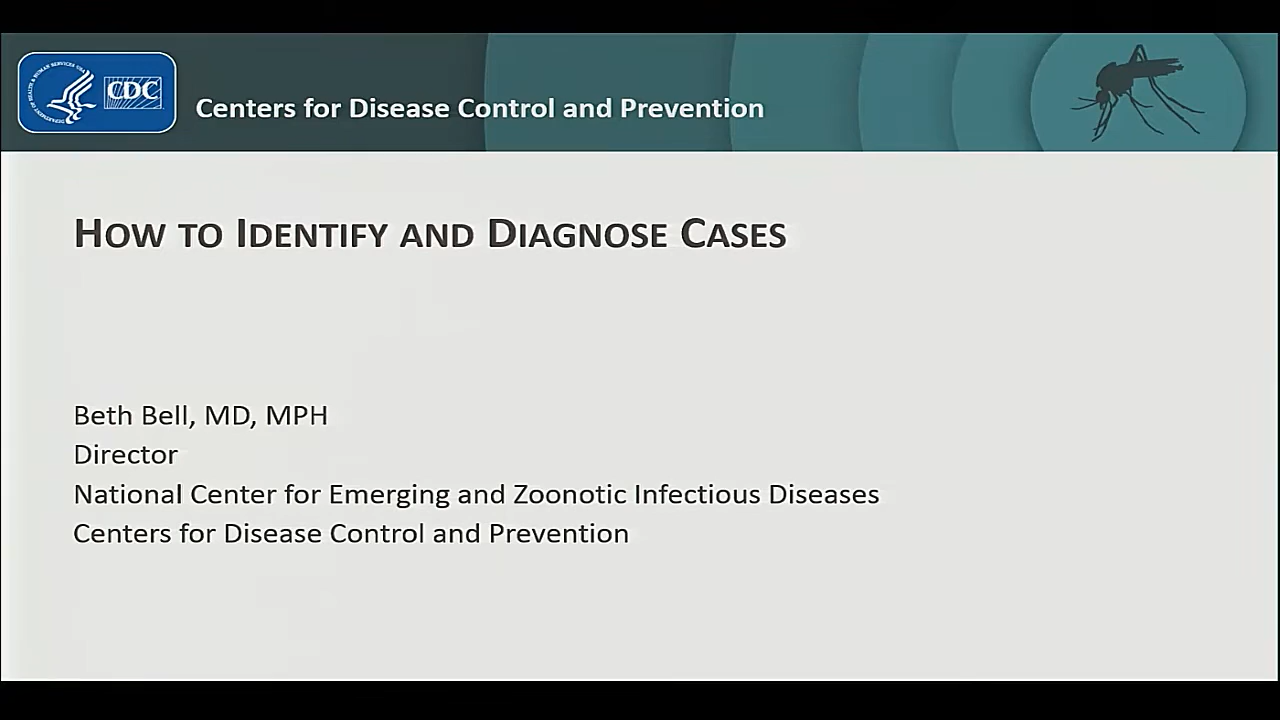 CDC
Centers for Disease Control and Prevention
HOW TO IDENTIFY AND DIAGNOSE CASES
Beth Bell, MD, MPH
Director
National Center for Emerging and Zoonotic Infectious Diseases
Centers for Disease Control and Prevention